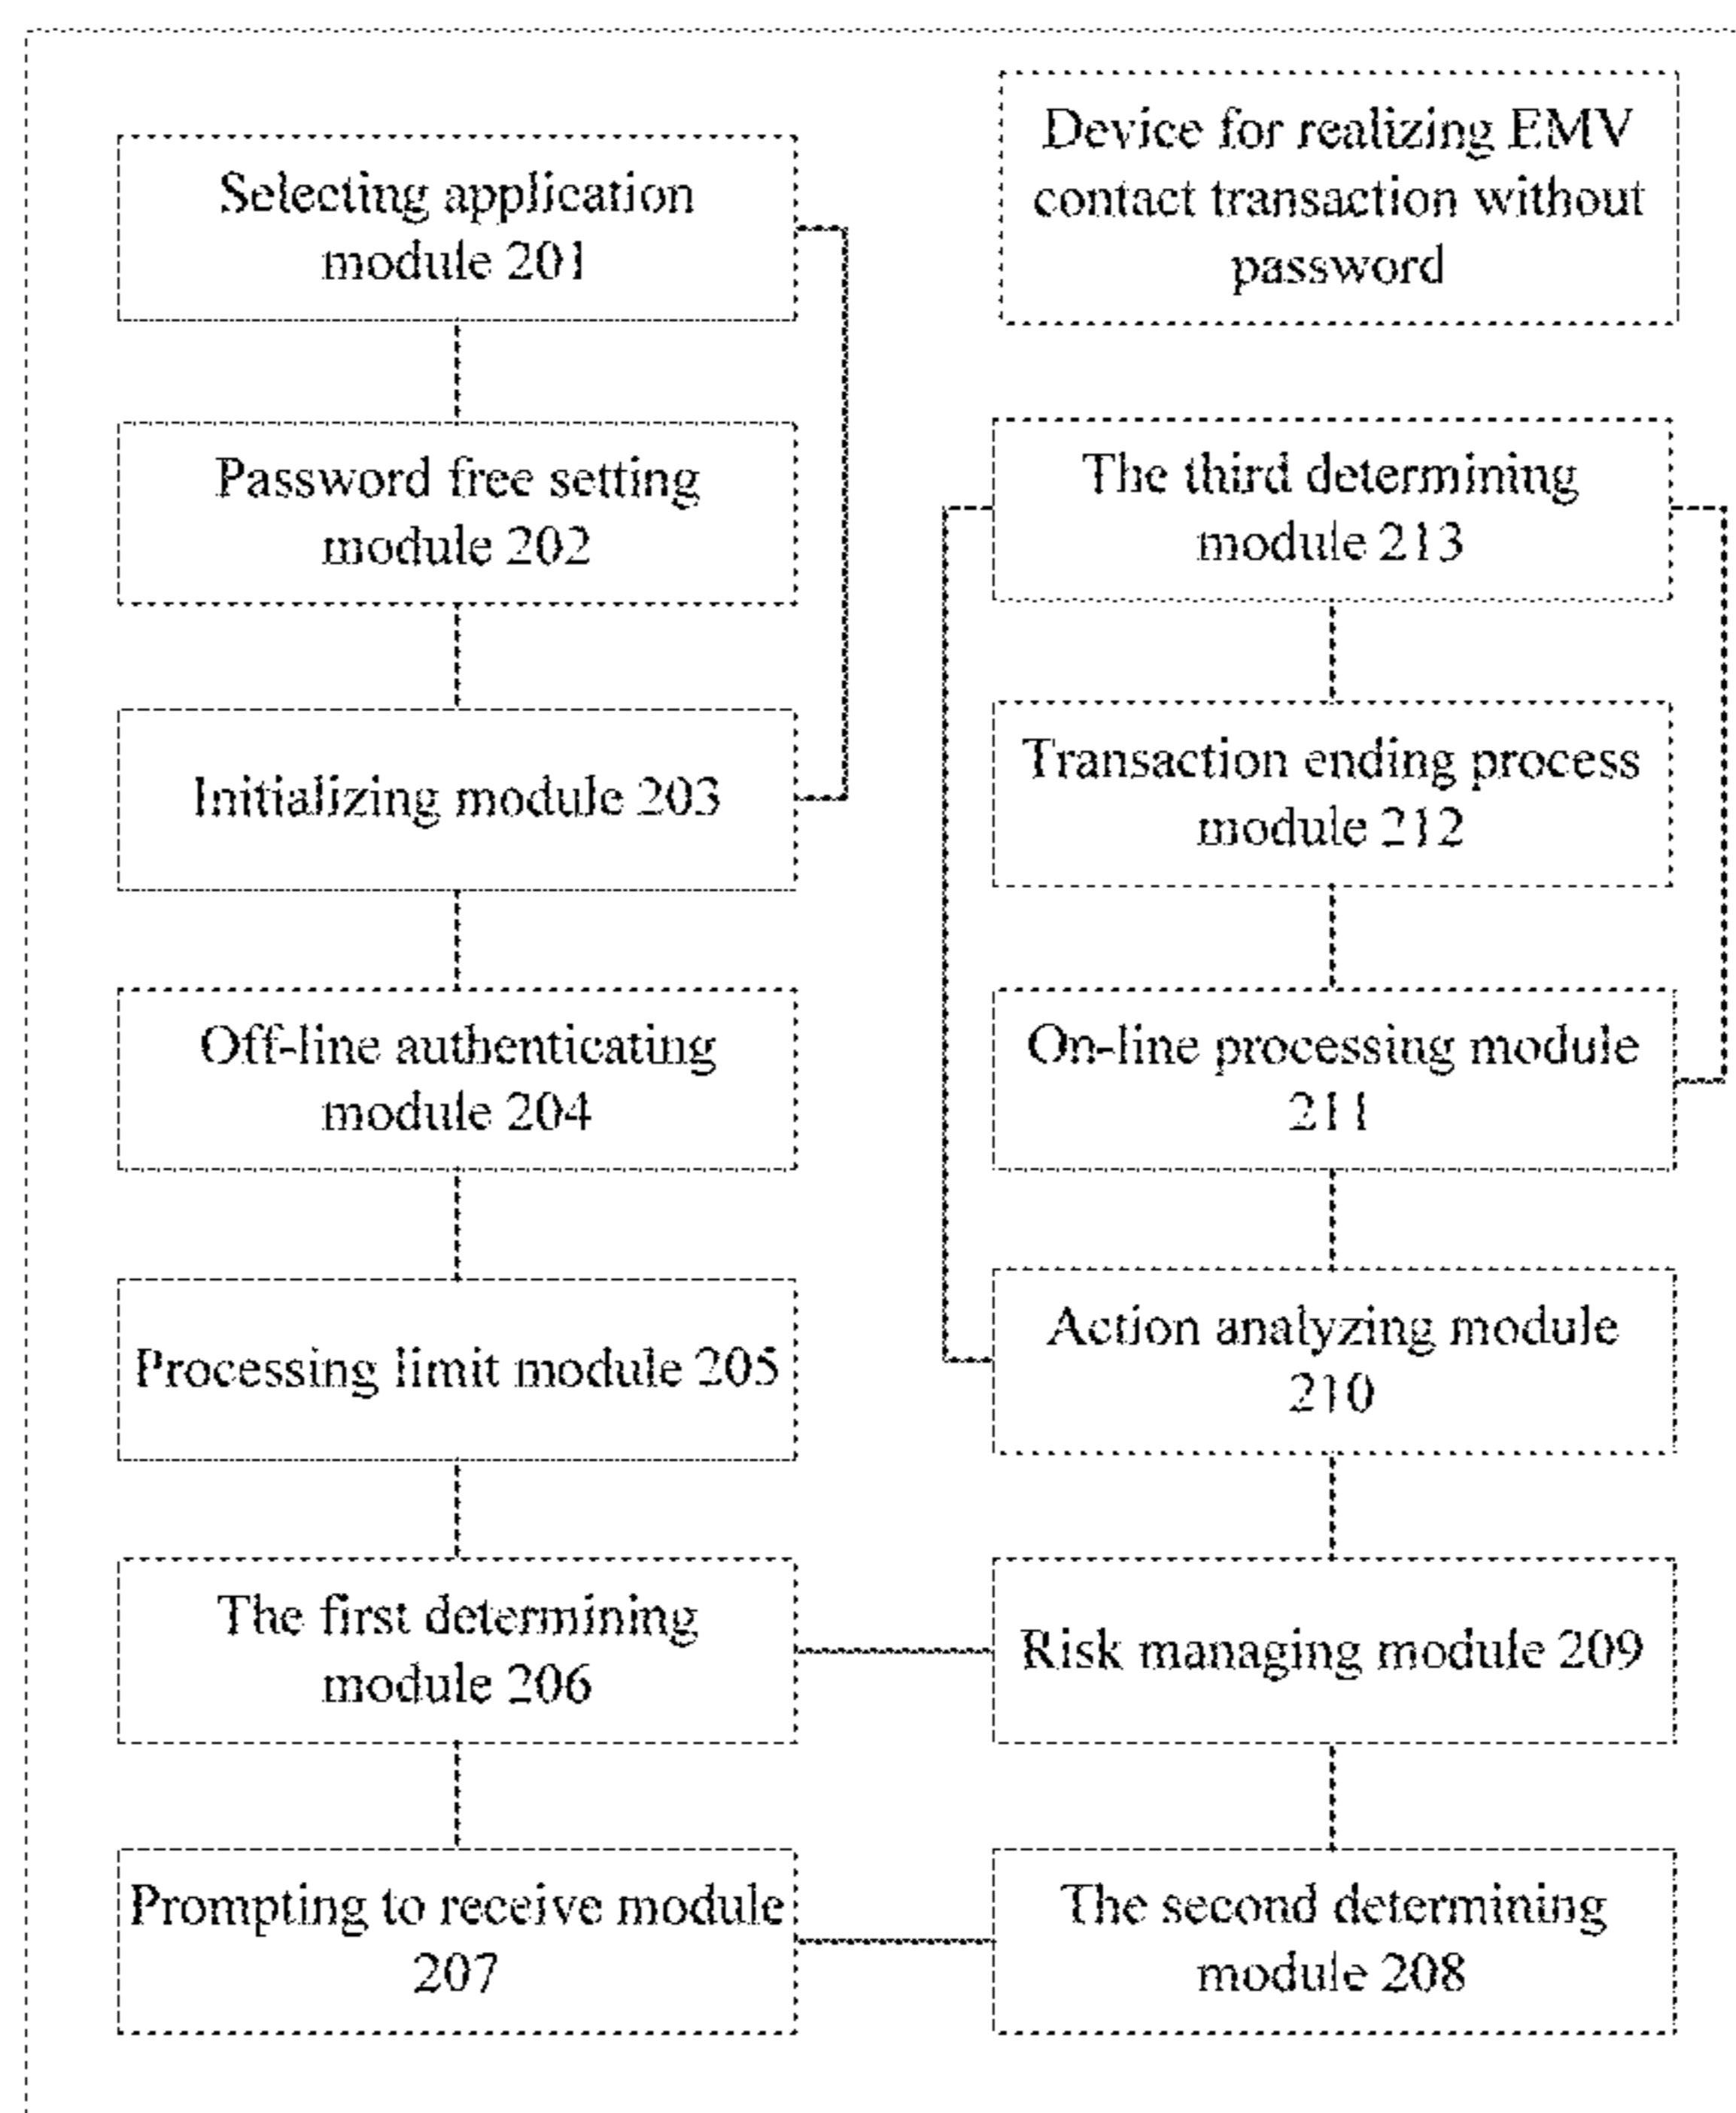 Device for realizing EMV
contact transaction without
password
Selecting application
module 201
Password free setting
module 202
Initializing module 203
Off-line authenticating
module 204
Processing limit module 205
The first determining
module 206
Prompting to receive module
207
The third determining
module 213
Transaction ending process
module 212
On-line processing module
211
Action analyzing module
210
Risk managing module 209
The second determining
module 208